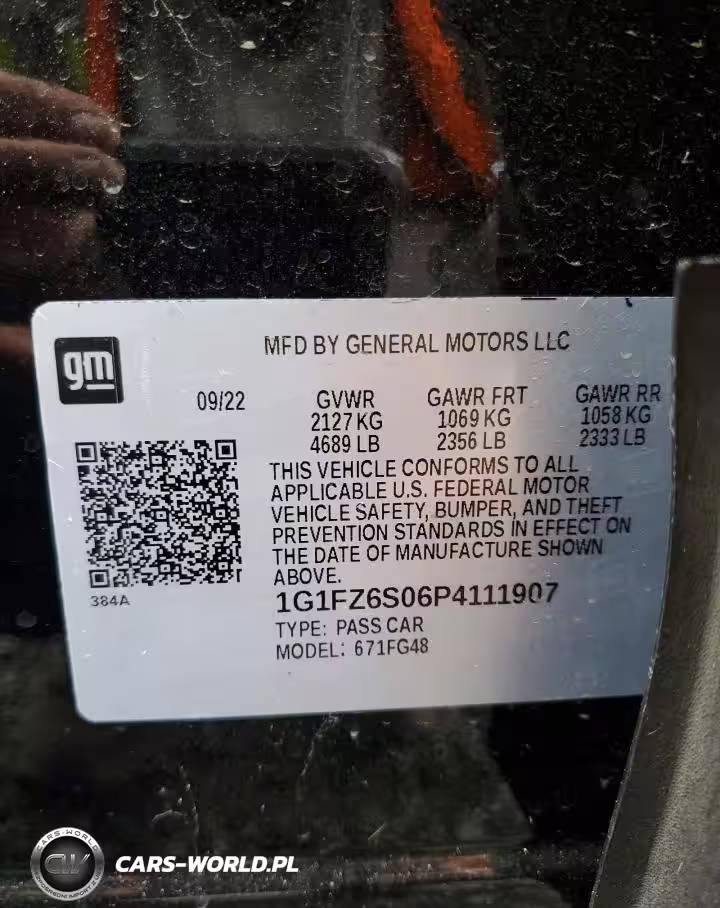 MFD BY GENERAL MOTORS LLC
gm
09/22
GVWR GAWR FRT GAWR RR
2127 KG 1069 KG 1058 KG
4689 LB 2356 LB 2333 LB
THIS VEHICLE CONFORMS TO ALL
APPLICABLE U.S. FEDERAL MOTOR
VEHICLE SAFETY, BUMPER, AND THEFT
PREVENTION STANDARDS IN EFFECT ON
THE DATE OF MANUFACTURE SHOWN
ABOVE.
384A
1G1FZ6S06P4111907
TYPE: PASS CAR
MODEL: 671FG48
CARS-WORLD
CW
CARS-WORLD.PL